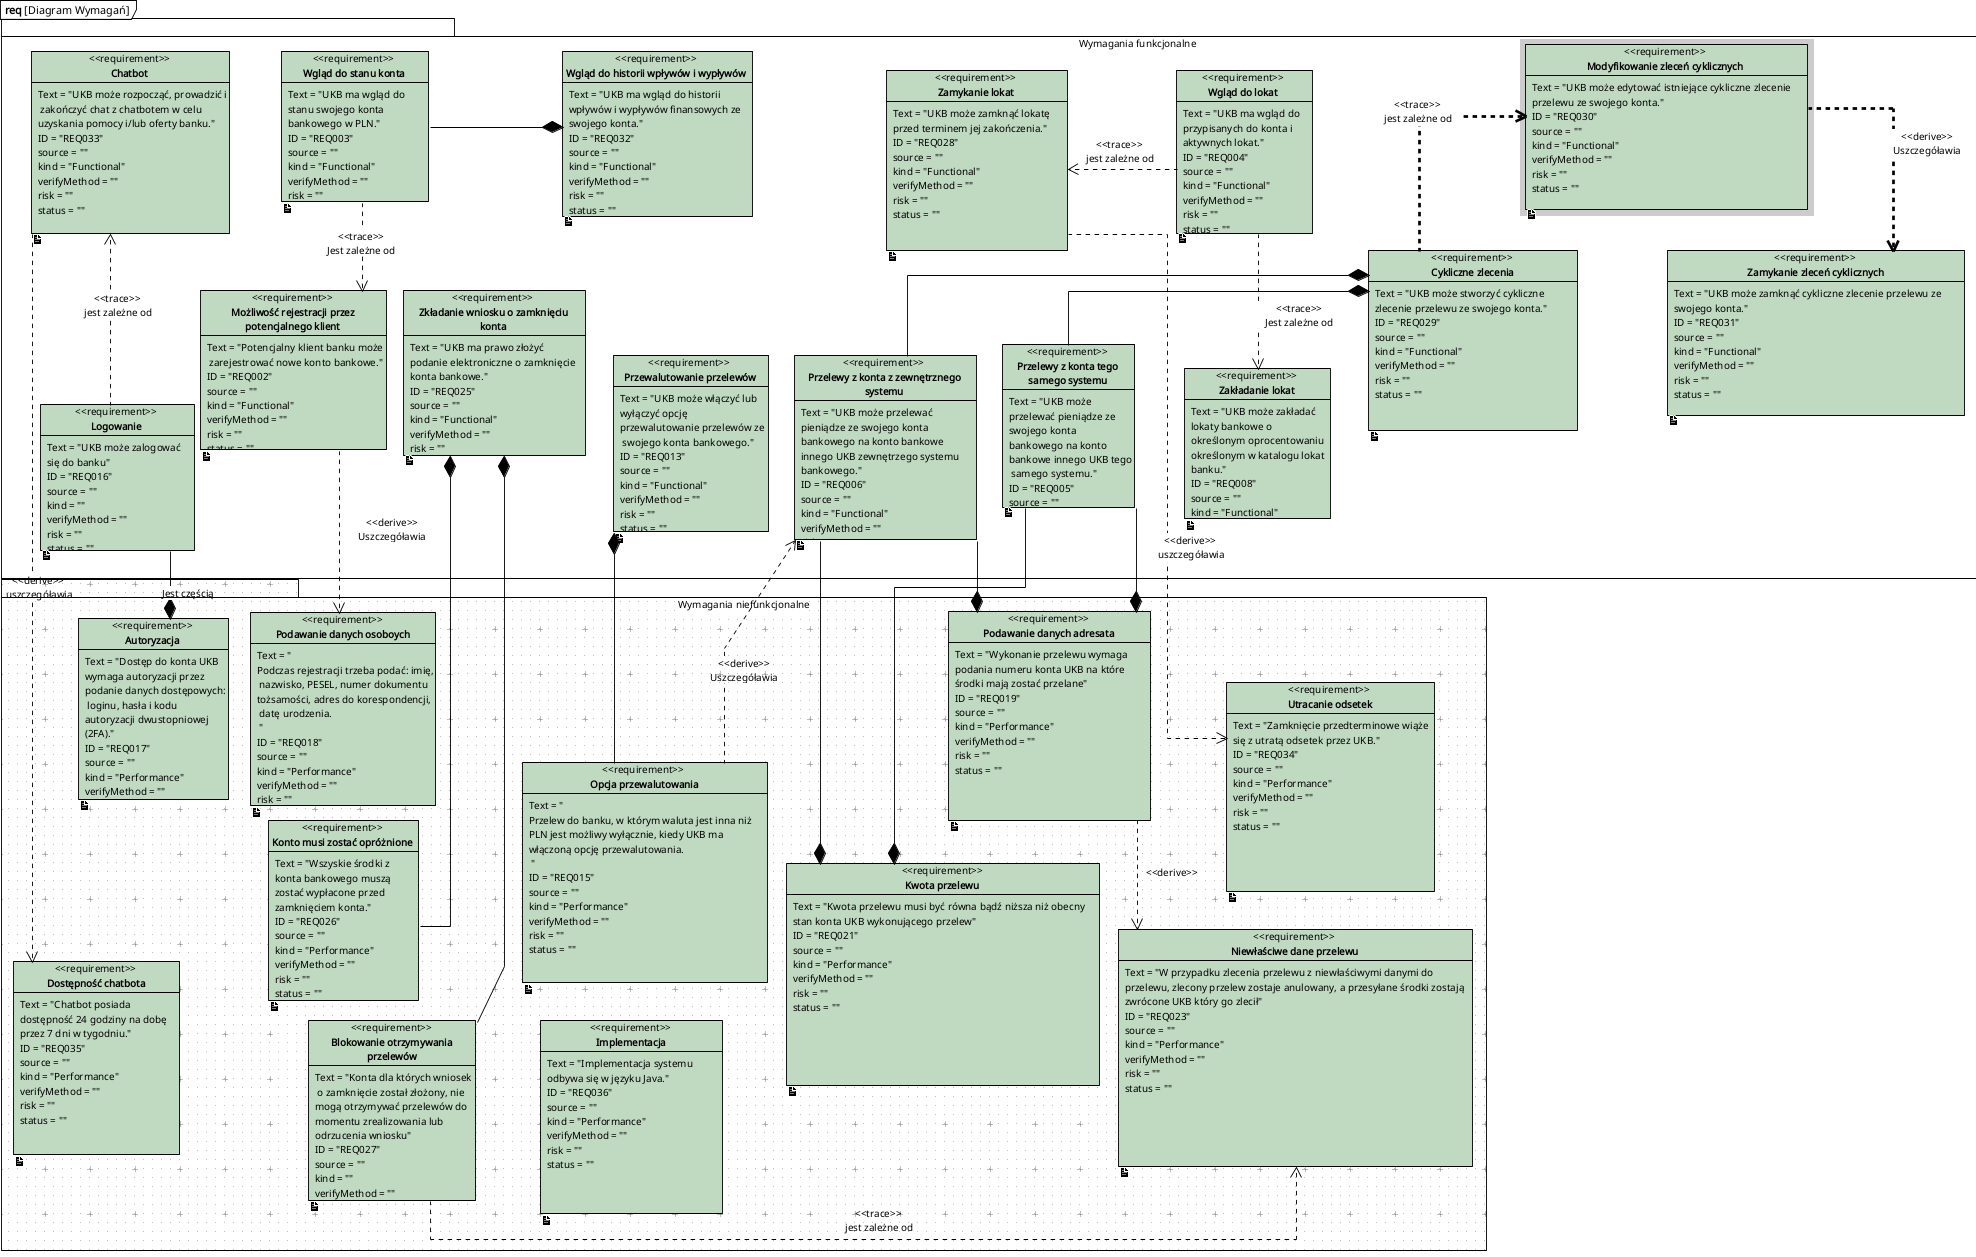 req [Diagram Wymagań]
Wymagania funkcjonalne
<<requirement>>
Chatbot
Text = "UKB może rozpocząć, prowadzić i
zakończyć chat z chatbotem w celu
uzyskania pomocy i/lub oferty banku."
ID = "REQ033"
source = ""
kind = "Functional"
verifyMethod = ""
risk = ""
status = ""
<<requirement>>
Wgląd do stanu konta
Text = "UKB ma wgląd do
stanu swojego konta
bankowego w PLN."
ID = "REQ003"
source = ""
kind = "Functional"
verifyMethod = ""
risk = ""
<<requirement>>
Wgląd do historii wpływów i wypływów
Text = "UKB ma wgląd do historii
wpływów i wypływów finansowych ze
swojego konta."
ID = "REQ032"
source = ""
kind = "Functional"
verifyMethod = ""
risk = ""
status = ""
<<requirement>>
Zamykanie lokat
Text = "UKB może zamknąć lokatę
przed terminem jej zakończenia."
ID = "REQ028"
source = ""
kind = "Functional"
verifyMethod = ""
risk = ""
status = ""
<<trace>>
jest zależne od
<<requirement>>
Wgląd do lokat
Text = "UKB ma wgląd do
przypisanych do konta i
aktywnych lokat."
ID = "REQ004"
source = ""
kind = "Functional"
verifyMethod = ""
risk = ""
status = ""
<<trace>>
jest zależne od
<<requirement>>
Modyfikowanie zleceń cyklicznych
Text = "UKB może edytować istniejące cykliczne zlecenie
przelewu ze swojego konta."
ID = "REQ030"
source = ""
kind = "Functional"
verifyMethod = ""
risk = ""
status = ""
<<derive>>
Uszczegóławia
<<trace>>
Jest zależne od
<<trace>>
jest zależne od
<<requirement>>
Możliwość rejestracji przez
potencjalnego klient
Text = "Potencjalny klient banku może
zarejestrować nowe konto bankowe."
ID = "REQ002"
source = ""
kind = "Functional"
verifyMethod = ""
risk = ""
status = ""
<<requirement>>
Zkładanie wniosku o zamknięciu
konta
Text = "UKB ma prawo złożyć
podanie elektroniczne o zamknięcie
konta bankowe."
ID = "REQ025"
source = ""
kind = "Functional"
verifyMethod = ""
risk = ""
<<requirement>>
Przewalutowanie przelewów
Text = "UKB może włączyć lub
wyłączyć opcję
przewalutowanie przelewów ze
swojego konta bankowego."
ID = "REQ013"
source = ""
kind = "Functional"
verifyMethod = ""
risk = ""
status = ""
<<requirement>>
Przelewy z konta z zewnętrznego
systemu
Text = "UKB może przelewać
pieniądze ze swojego konta
bankowego na konto bankowe
innego UKB zewnętrzego systemu
bankowego."
ID = "REQ006"
source = ""
kind = "Functional"
verifyMethod = ""
<<requirement>>
Przelewy z konta tego
samego systemu
Text = "UKB może
przelewać pieniądze ze
swojego konta
bankowego na konto
bankowe innego UKB tego
samego systemu."
ID = "REQ005"
source = ""
<<trace>>
Jest zależne od
<<requirement>>
Zakładanie lokat
Text = "UKB może zakładać
lokaty bankowe o
określonym oprocentowaniu
określonym w katalogu lokat
banku."
ID = "REQ008"
source = ""
kind = "Functional"
<<requirement>>
Cykliczne zlecenia
Text = "UKB może stworzyć cykliczne
zlecenie przelewu ze swojego konta."
ID = "REQ029"
source = ""
kind = "Functional"
verifyMethod = ""
risk = ""
status = ""
<<requirement>>
Zamykanie zleceń cyklicznych
Text = "UKB może zamknąć cykliczne zlecenie przelewu ze
swojego konta."
ID = "REQ031"
source = ""
kind = "Functional"
verifyMethod = ""
risk = ""
status = ""
<<requirement>>
Logowanie
Text = "UKB może zalogować
się do banku"
ID = "REQ016"
source = ""
kind = ""
verifyMethod = ""
risk = ""
status = ""
<<derive>>
Uszczegóławia
<<derive>>
uszczegóławia
<<derive>>
uszczegóławia
Jest częścią
Wymagania niefunkcjonalne
<<requirement>>
Autoryzacja
Text = "Dostęp do konta UKB
wymaga autoryzacji przez
podanie danych dostępowych:
loginu, hasła i kodu
autoryzacji dwustopniowej
(2FA)."
ID = "REQ017"
source = ""
kind = "Performance"
verifyMethod = ""
<<requirement>>
Podawanie danych osoboych
Text = "
Podczas rejestracji trzeba podać: imię,
nazwisko, PESEL, numer dokumentu
tożsamości, adres do korespondencji,
datę urodzenia.
"
ID = "REQ018"
source = ""
kind = "Performance"
verifyMethod = ""
risk = ""
<<derive>>
Uszczegóławia
<<requirement>>
Podawanie danych adresata
Text = "Wykonanie przelewu wymaga
podania numeru konta UKB na które
środki mają zostać przelane"
ID = "REQ019"
source = ""
kind = "Performance"
verifyMethod = ""
risk = ""
status = ""
<<requirement>>
Utracanie odsetek
Text = "Zamknięcie przedterminowe wiąże
się z utratą odsetek przez UKB."
ID = "REQ034"
source = ""
kind = "Performance"
verifyMethod = ""
risk = ""
status = ""
<<requirement>>
Opcja przewalutowania
Text = "
Przelew do banku, w którym waluta jest inna niż
PLN jest możliwy wyłącznie, kiedy UKB ma
włączoną opcję przewalutowania.
"
ID = "REQ015"
source = ""
kind = "Performance"
verifyMethod = ""
risk = ""
status = ""
<<requirement>>
Konto musi zostać opróżnione
Text = "Wszyskie środki z
konta bankowego muszą
zostać wypłacone przed
zamknięciem konta."
ID = "REQ026"
source = ""
kind = "Performance"
verifyMethod = ""
risk = ""
status = ""
<<requirement>>
Kwota przelewu
Text = "Kwota przelewu musi być równa bądź niższa niż obecny
stan konta UKB wykonującego przelew"
ID = "REQ021"
source = ""
kind = "Performance"
verifyMethod = ""
risk = ""
status = ""
<<derive>>
<<requirement>>
Niewłaściwe dane przelewu
Text = "W przypadku zlecenia przelewu z niewłaściwymi danymi do
przelewu, zlecony przelew zostaje anulowany, a przesyłane środki zostają
zwrócone UKB który go zlecił"
ID = "REQ023"
source = ""
kind = "Performance"
verifyMethod = ""
risk = ""
status = ""
<<requirement>>
Dostępność chatbota
Text = "Chatbot posiada
dostępność 24 godziny na dobę
przez 7 dni w tygodniu."
ID = "REQ035"
source = ""
kind = "Performance"
verifyMethod = ""
risk = ""
status = ""
<<requirement>>
Blokowanie otrzymywania
przelewów
Text = "Konta dla których wniosek
o zamknięcie został złożony, nie
mogą otrzymywać przelewów do
momentu zrealizowania lub
odrzucenia wniosku"
ID = "REQ027"
source = ""
kind = ""
verifyMethod = ""
<<requirement>>
Implementacja
Text = "Implementacja systemu
odbywa się w języku Java."
ID = "REQ036"
source = ""
kind = "Performance"
verifyMethod = ""
risk = ""
status = ""
<<trace>>
jest zależne od